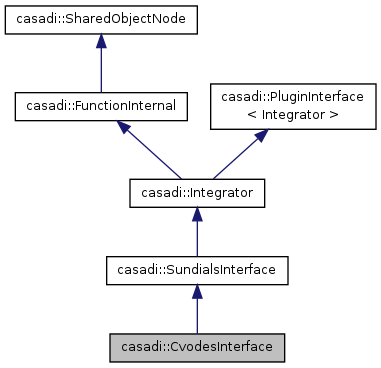 casadi::SharedObjectNode
casadi::FunctionInternal
casadi::PluginInterface
< Integrator >
casadi::Integrator
casadi::SundialsInterface
casadi::CvodesInterface